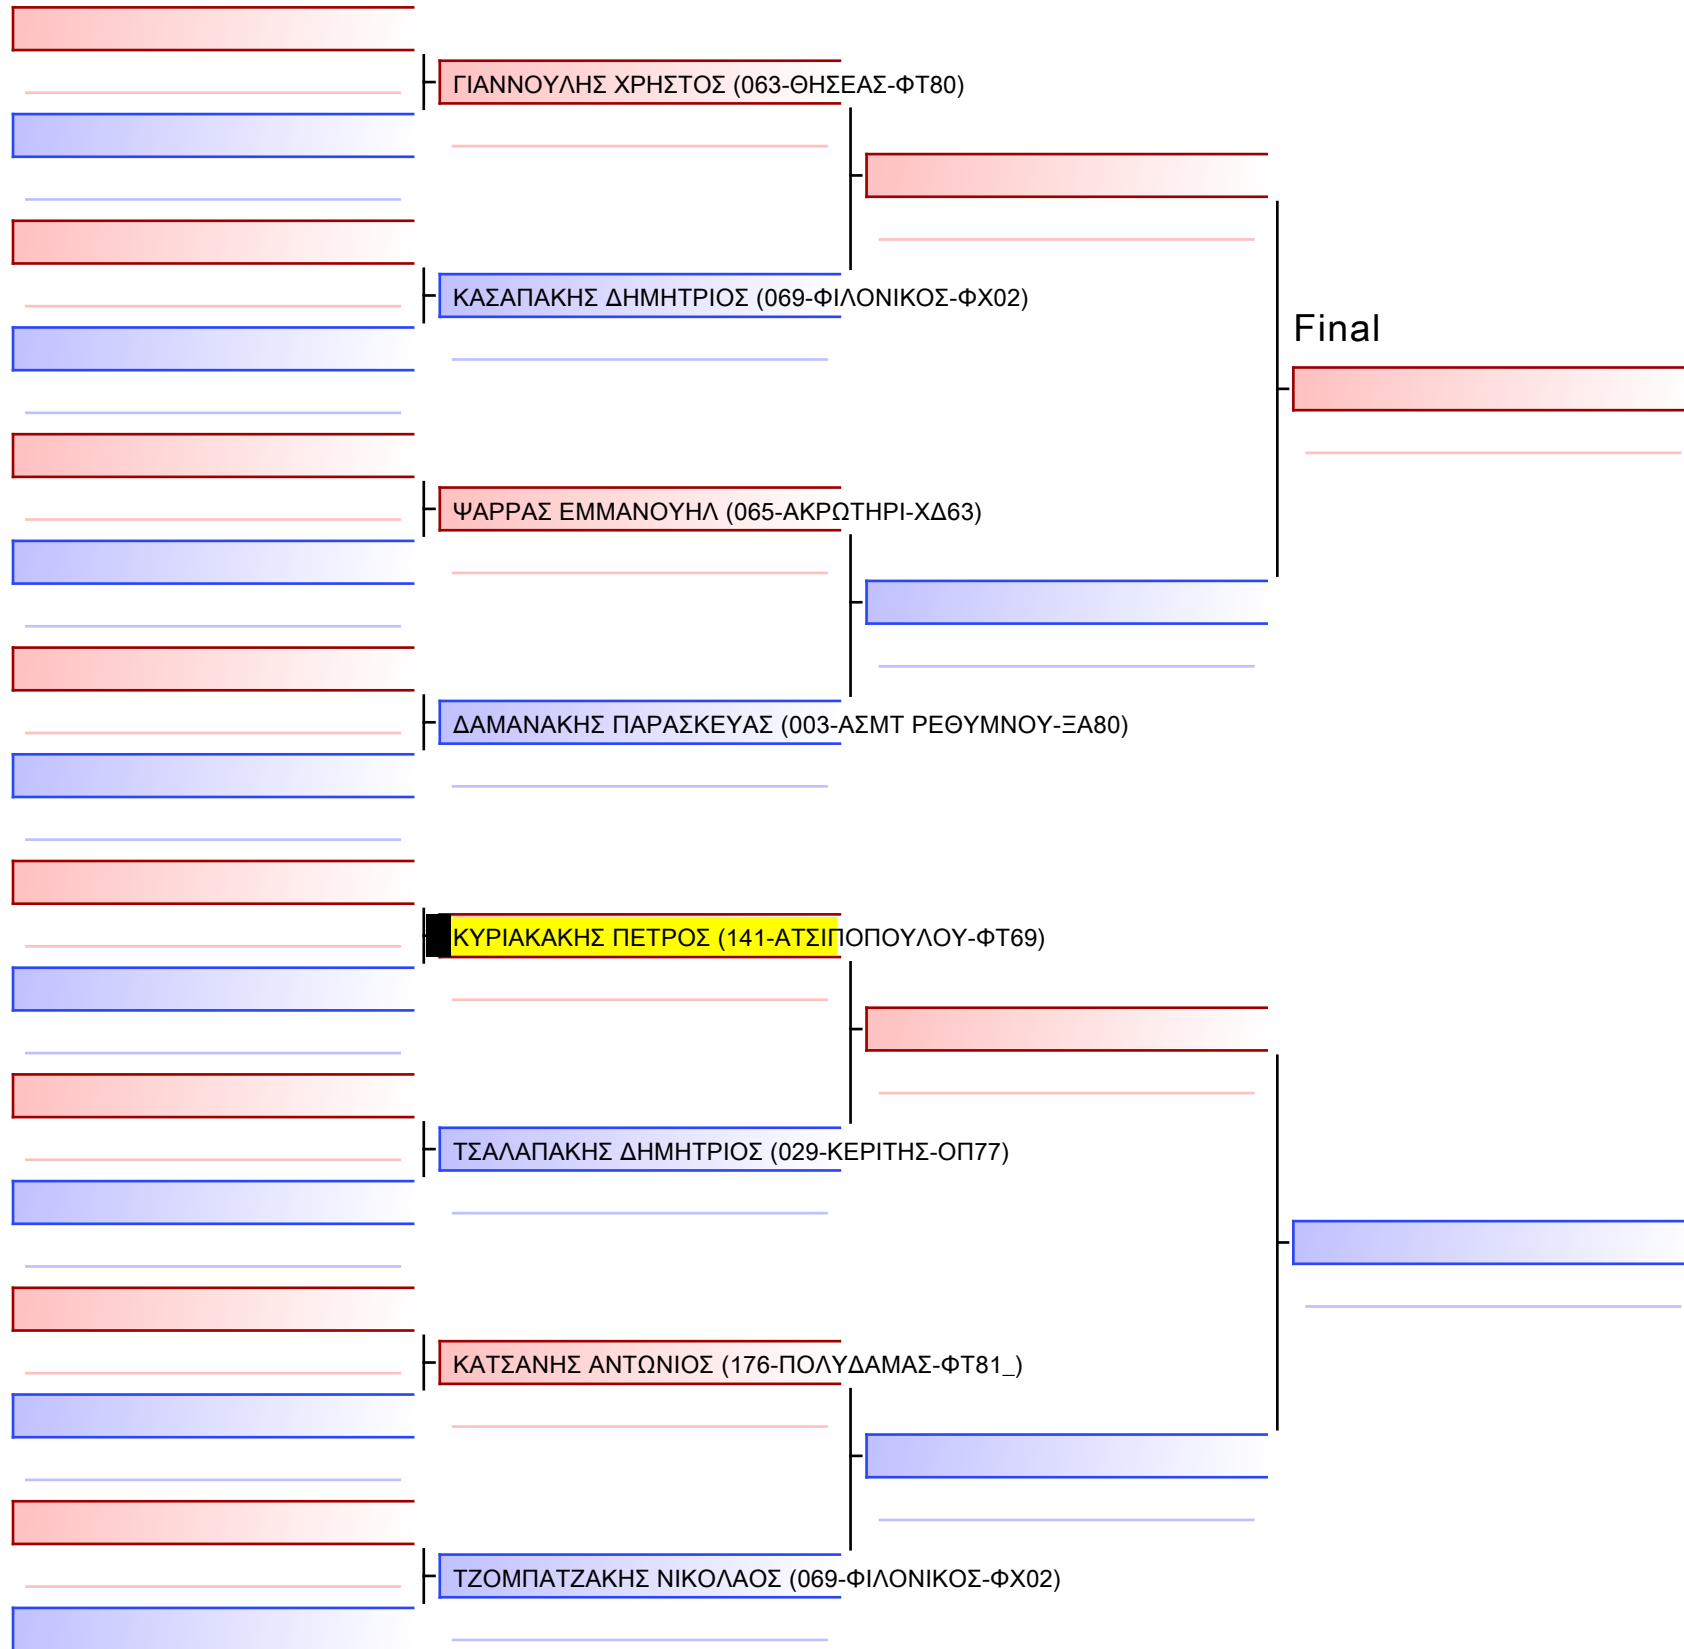 ΓΙΑΝΝΟΥΛΗΣ ΧΡΗΣΤΟΣ (063-ΘΗΣΕΑΣ-ΦΤ80)
ΚΑΣΑΠΑΚΗΣ ΔΗΜΗΤΡΙΟΣ (069-ΦΙΛΟΝΙΚΟΣ-ΦΧ02)
Final
ΨΑΡΡΑΣ ΕΜΜΑΝΟΥΗΛ (065-ΑΚΡΩΤΗΡΙ-ΧΔ63)
ΔΑΜΑΝΑΚΗΣ ΠΑΡΑΣΚΕΥΑΣ (003-ΑΣΜΤ ΡΕΘΥΜΝΟΥ-ΞΑ80)
ΚΥΡΙΑΚΑΚΗΣ ΠΕΤΡΟΣ (141-ΑΤΣΙΠΟΠΟΥΛΟΥ-ΦΤ69)
ΤΣΑΛΑΠΑΚΗΣ ΔΗΜΗΤΡΙΟΣ (029-ΚΕΡΙΤΗΣ-ΟΠ77)
ΚΑΤΣΑΝΗΣ ΑΝΤΩΝΙΟΣ (176-ΠΟΛΥΔΑΜΑΣ-ΦΤ81_)
ΤΖΟΜΠΑΤΖΑΚΗΣ ΝΙΚΟΛΑΟΣ (069-ΦΙΛΟΝΙΚΟΣ-ΦΧ02)